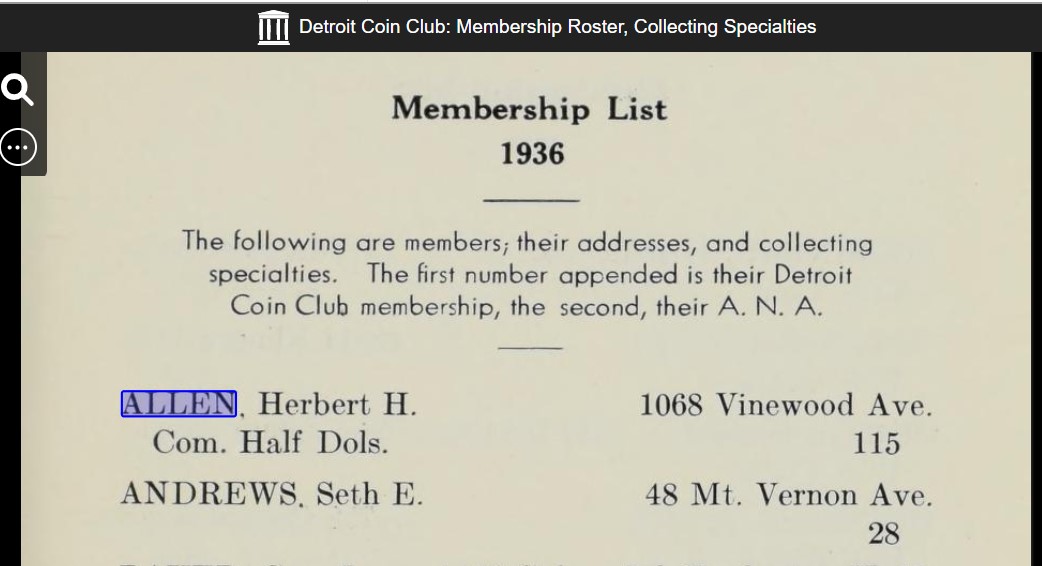 Detroit Coin Club: Membership Roster, Collecting Specialties
Membership List
1936
The following are members; their addresses, and collecting
specialties. The first number appended is their Detroit
Coin Club membership, the second, their A. N. A.
ALLEN, Herbert H. 1068 Vinewood Ave.
Com. Half Dols. 115
ANDREWS, Seth E. 48 Mt. Vernon Ave.
28